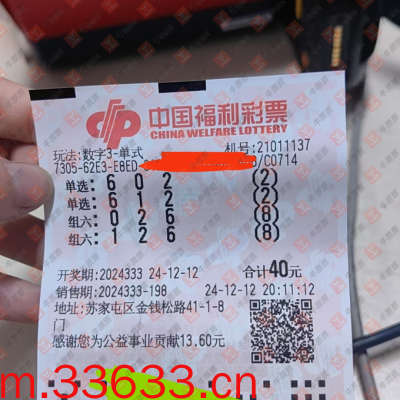 中国福利彩票
CHINA WELFARE LOTTERY
玩法:数字3-单式 机号:21011137
7305-62E3-E8ED- /C0714
单选: 6 0 2 (2)
单选: 6 1 2 (2)
组六: 0 2 6 (8)
组六: 1 2 6 (8)
开奖期:2024333 24-12-12 合计40元
销售期:2024333-198 24-12-12 20:11:12
地址:苏家屯区金钱松路41-1-8
门
感谢您为公益事业贡献13.60元
m.33633.cn